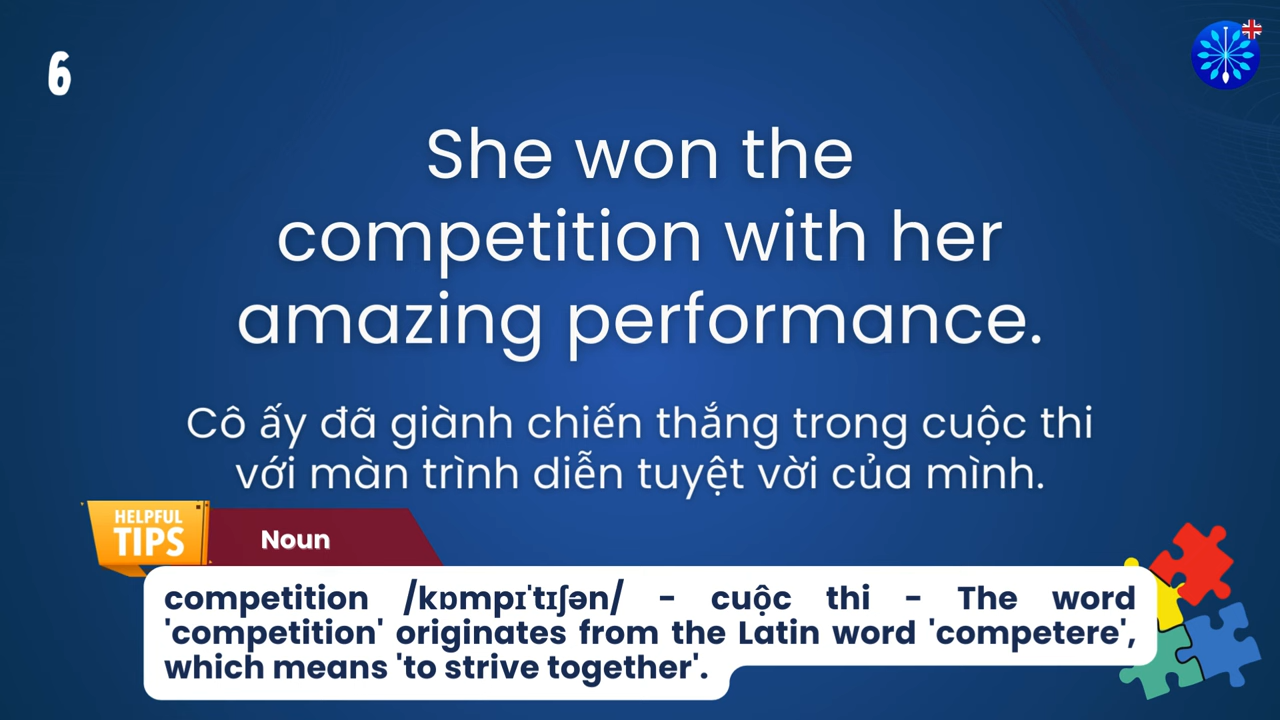 6
She won the
competition with her
amazing performance.
Cô ấy đã giành chiến thắng trong cuộc thi
với màn trình diễn tuyệt vời của mình.
HELPFUL
TIPS
Noun
competition /kɒmpɪˈtɪʃən/ - cuộc thi - The word
'competition' originates from the Latin word 'competere',
which means 'to strive together'.